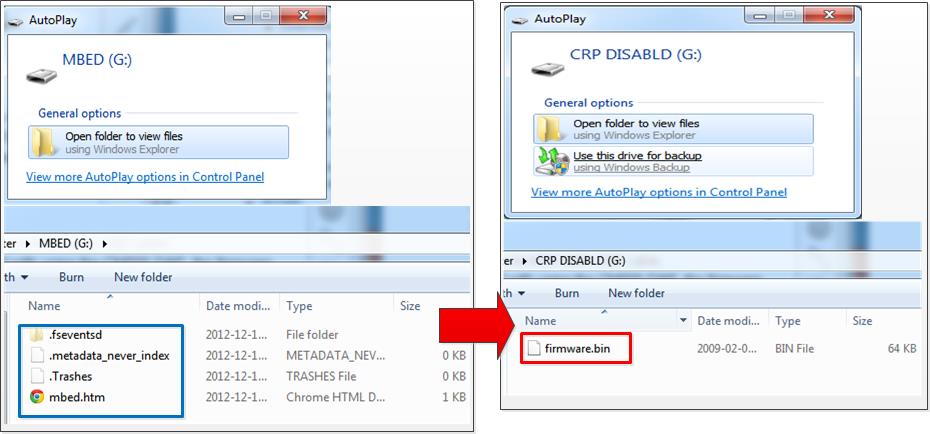 AutoPlay
MBED (G:)
General options
Open folder to view files
using Windows Explorer
View more AutoPlay options in Control Panel
ter MBED (G:)
th Burn New folder
Name Date modi... Type Size
.fseventsd 2012-12-1... File folder
.metadata_never_index 2012-12-1... METADATA_NEV... 0 KB
.Trashes 2012-12-1... TRASHES File 0 KB
mbed.htm 2012-12-1... Chrome HTML D... 1 KB
AutoPlay
CRP DISABLD (G:)
General options
Open folder to view files
using Windows Explorer
Use this drive for backup
using Windows Backup
View more AutoPlay options in Control Panel
er CRP DISABLD (G:)
th Burn New folder
Name Date modi... Type Size
firmware.bin 2009-02-0... BIN File 64 KB